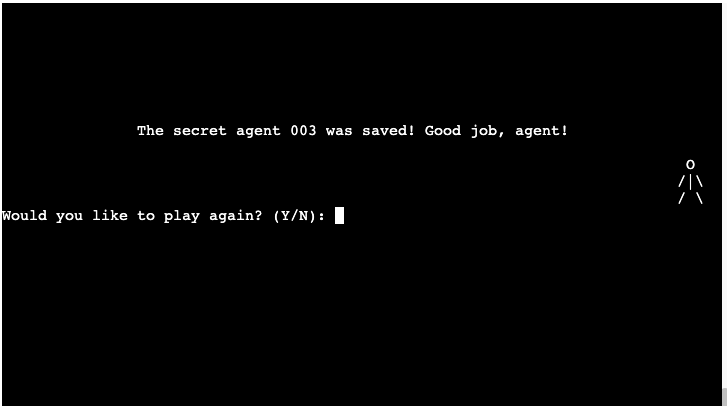 The secret agent 003 was saved! Good job, agent!
O
/|\
/ \
Would you like to play again? (Y/N):